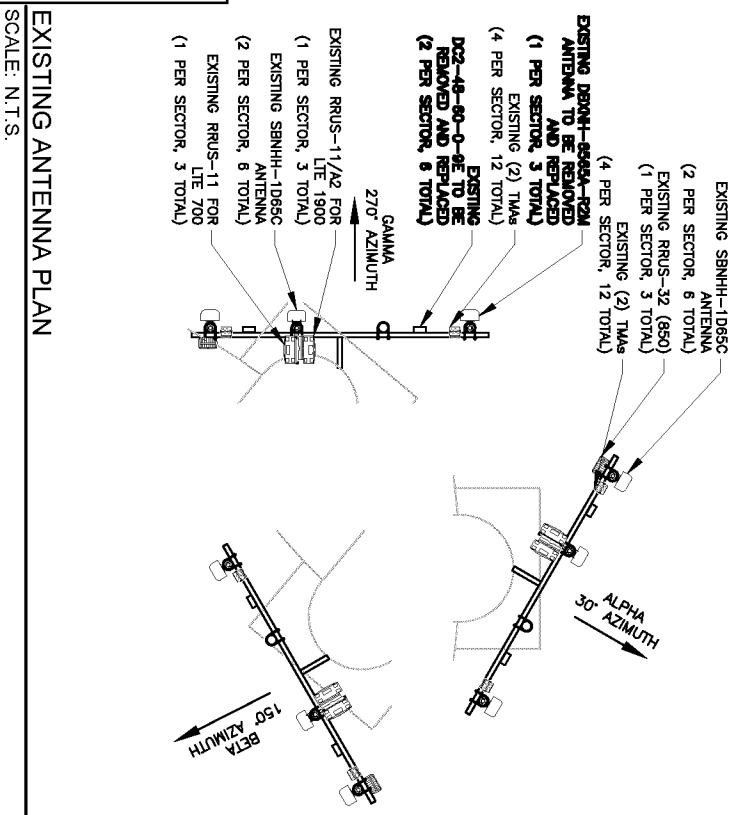 EXISTING SBNHH-1D65C
ANTENNA
(2 PER SECTOR, 6 TOTAL)
EXISTING RRUS-32 (850)
(1 PER SECTOR, 3 TOTAL)
EXISTING (2) TMAs
(4 PER SECTOR, 12 TOTAL)
EXISTING DBXNH-6565A-R2M
ANTENNA TO BE REMOVED
AND REPLACED
(1 PER SECTOR, 3 TOTAL)
EXISTING (2) TMAs
(4 PER SECTOR, 12 TOTAL)
EXISTING
DC2-48-60-0-9E TO BE
REMOVED AND REPLACED
(2 PER SECTOR, 6 TOTAL)
EXISTING RRUS-11/A2 FOR
LTE 1900
(1 PER SECTOR, 3 TOTAL)
EXISTING SBNHH-1D65C
ANTENNA
(2 PER SECTOR, 6 TOTAL)
EXISTING RRUS-11 FOR
LTE 700
(1 PER SECTOR, 3 TOTAL)
GAMMA
270° AZIMUTH
ALPHA
30° AZIMUTH
BETA
150° AZIMUTH
EXISTING ANTENNA PLAN
SCALE: N.T.S.